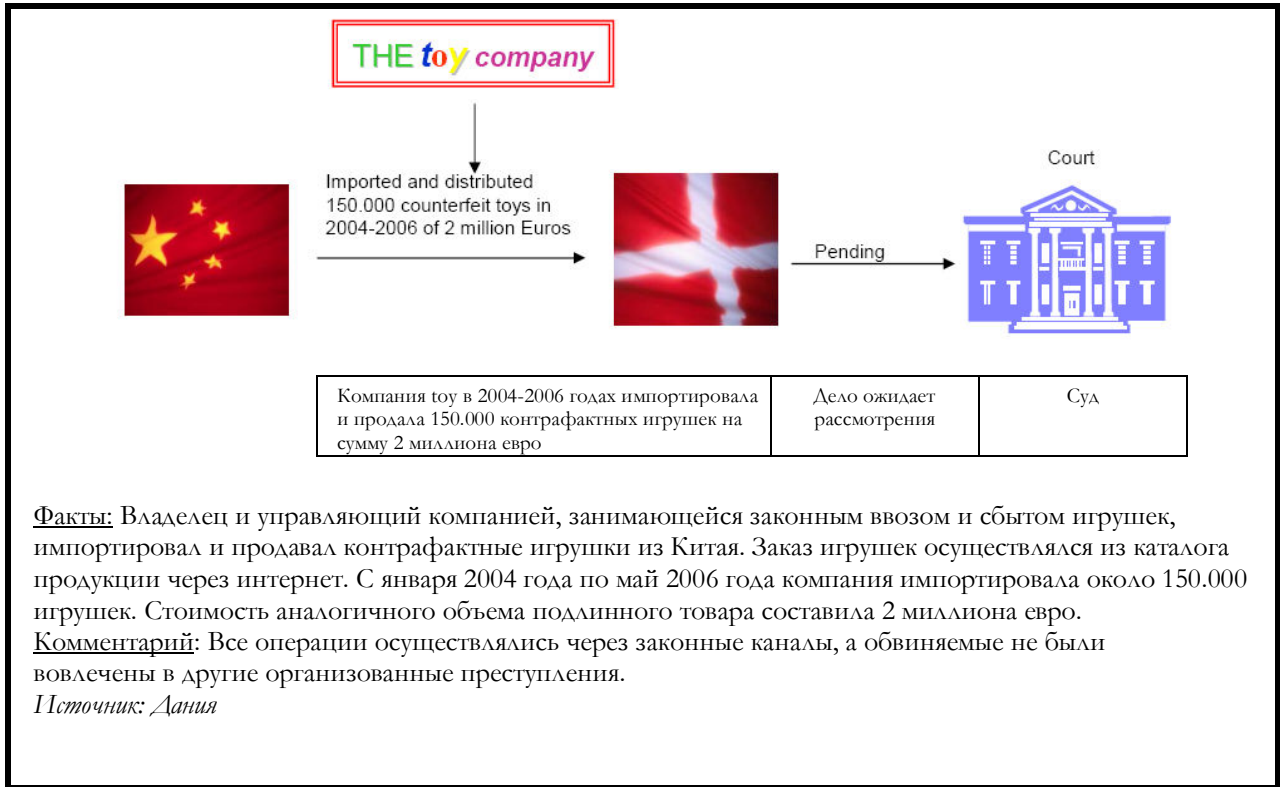 THE toy company
Imported and distributed
150.000 counterfeit toys in
2004-2006 of 2 million Euros
Pending
Court
Компания toy в 2004-2006 годах импортировала
и продала 150.000 контрафактных игрушек на
сумму 2 миллиона евро
Дело ожидает
рассмотрения
Суд
Факты: Владелец и управляющий компанией, занимающейся законным ввозом и сбытом игрушек,
импортировал и продавал контрафактные игрушки из Китая. Заказ игрушек осуществлялся из каталога
продукции через интернет. С января 2004 года по май 2006 года компания импортировала около 150.000
игрушек. Стоимость аналогичного объема подлинного товара составила 2 миллиона евро.
Комментарий: Все операции осуществлялись через законные каналы, а обвиняемые не были
вовлечены в другие организованные преступления.
Источник: Дания